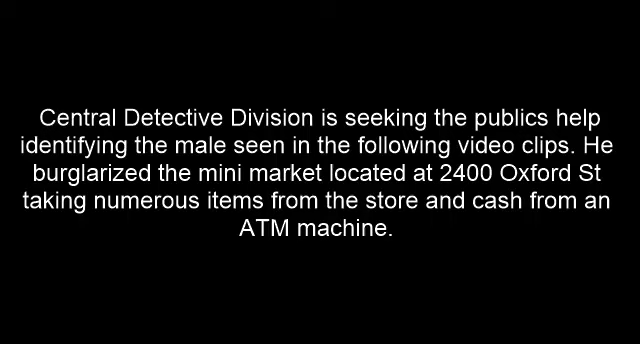 Central Detective Division is seeking the publics help
identifying the male seen in the following video clips. He
burglarized the mini market located at 2400 Oxford St
taking numerous items from the store and cash from an
ATM machine.